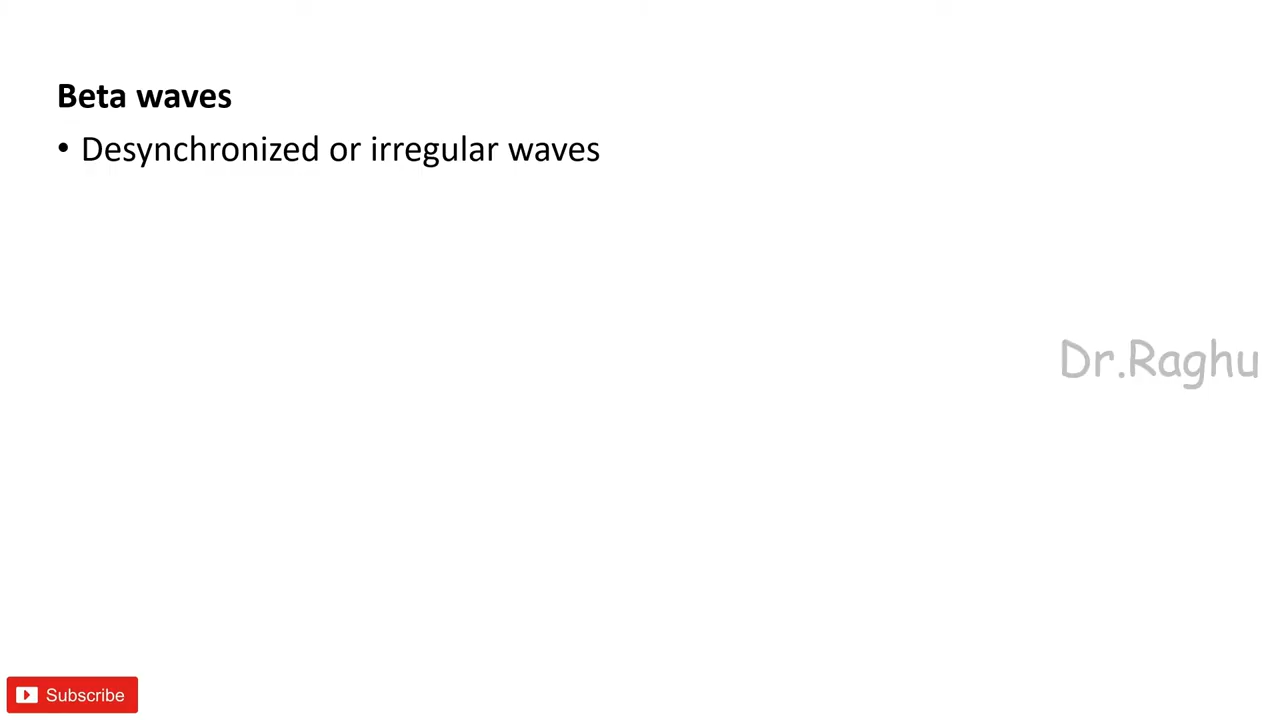 Beta waves
• Desynchronized or irregular waves
Dr.Raghu
Subscribe